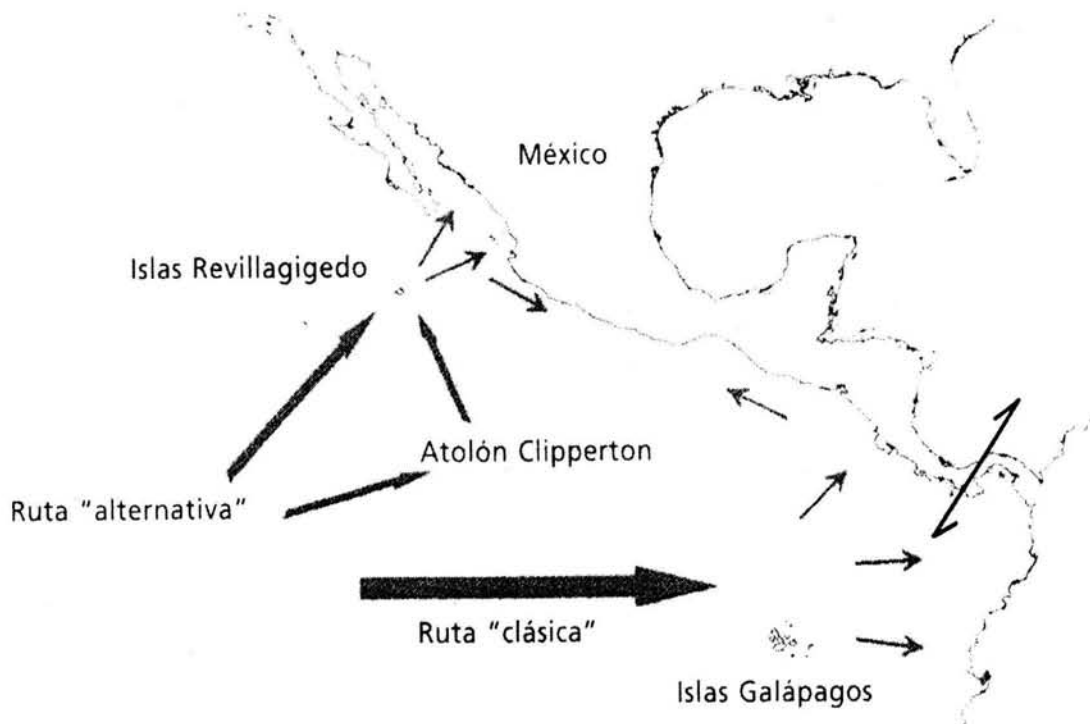 México
Islas Revillagigedo
Atolón Clipperton
Ruta "alternativa"
Ruta "clásica"
Islas Galápagos